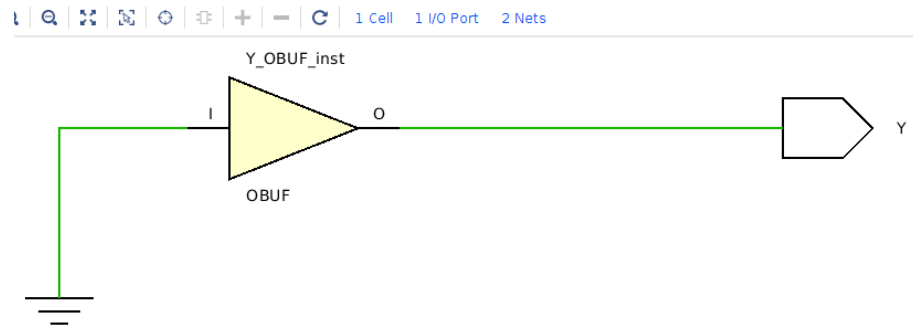 1 Cell 1 I/O Port 2 Nets
Y_OBUF_inst
I O
Y
OBUF